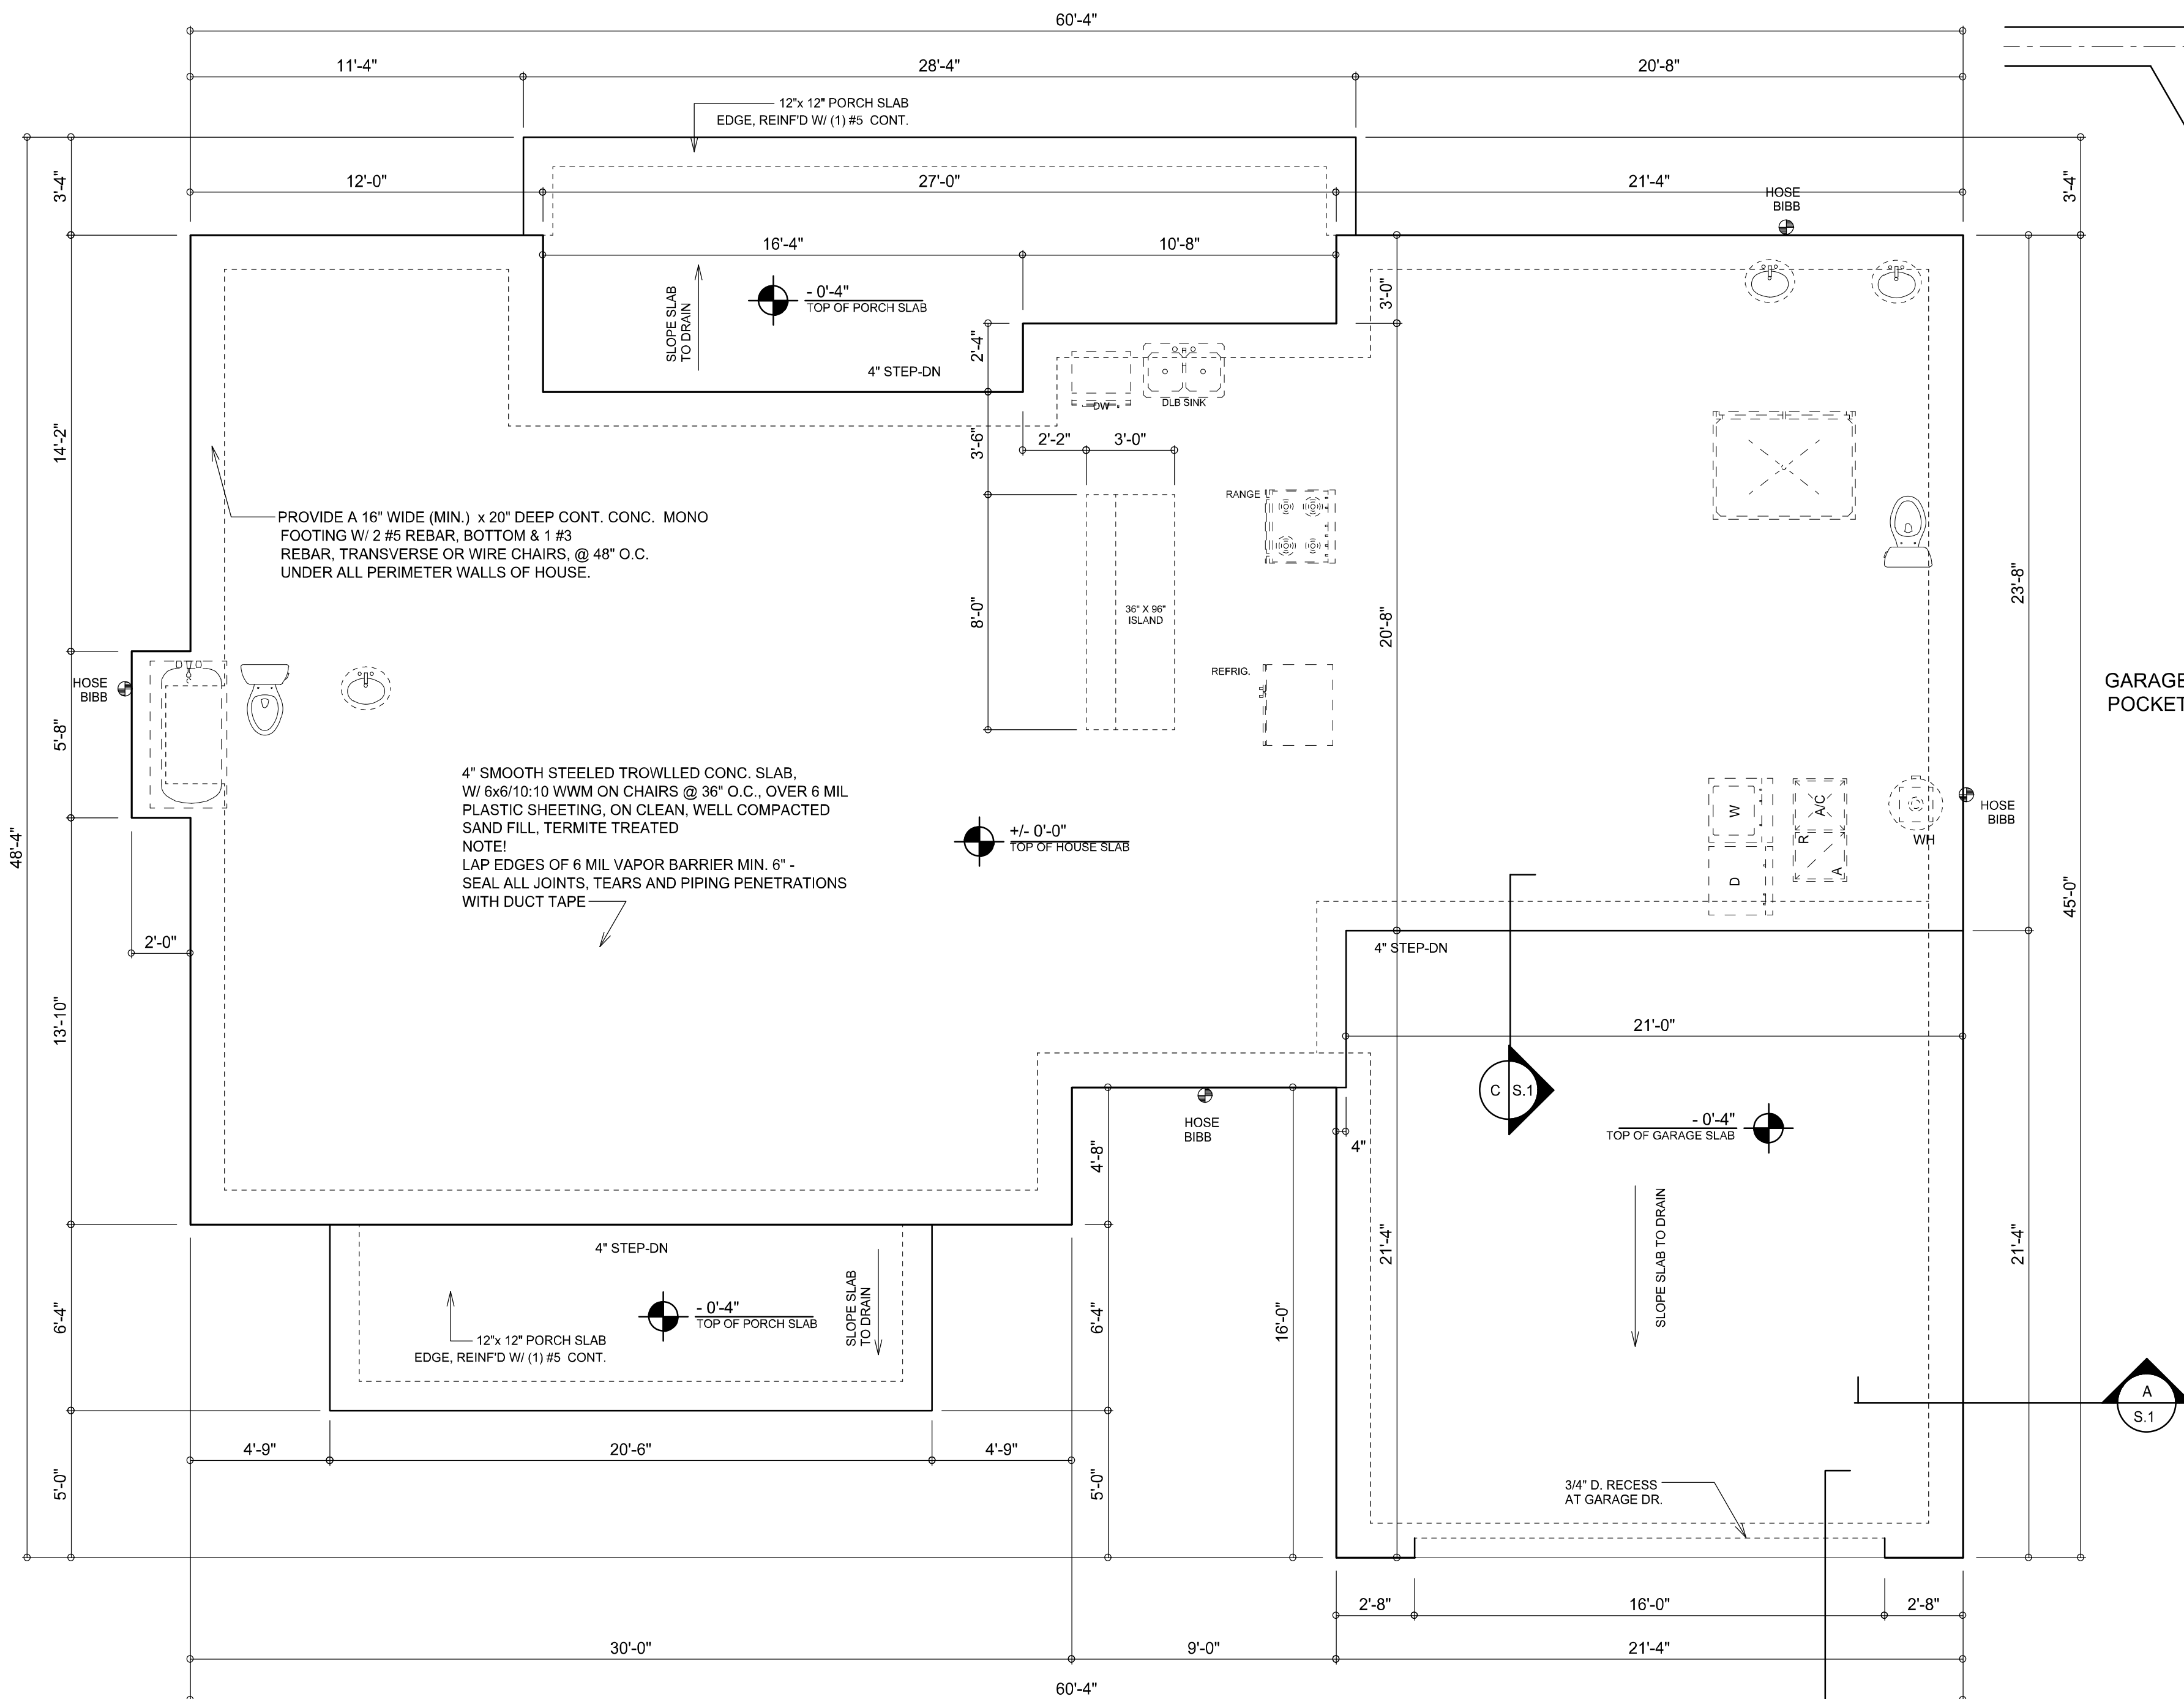 60'-4"
11'-4"
28'-4"
20'-8"
12"x 12" PORCH SLAB
EDGE, REINF'D W/ (1) #5 CONT.
3'-4"
12'-0"
27'-0"
21'-4"
3'-4"
HOSE
BIBB
16'-4"
10'-8"
- 0'-4"
TOP OF PORCH SLAB
SLOPE SLAB
TO DRAIN
3'-0"
2'-4"
4" STEP-DN
DW
DLB SINK
14'-2"
3'-6"
2'-2"
3'-0"
RANGE
PROVIDE A 16" WIDE (MIN.) x 20" DEEP CONT. CONC. MONO
FOOTING W/ 2 #5 REBAR, BOTTOM & 1 #3
REBAR, TRANSVERSE OR WIRE CHAIRS, @ 48" O.C.
UNDER ALL PERIMETER WALLS OF HOUSE.
23'-8"
8'-0"
36" X 96"
ISLAND
20'-8"
REFRIG.
HOSE
BIBB
GARAGE
POCKET
5'-8"
4" SMOOTH STEELED TROWLLED CONC. SLAB,
W/ 6x6/10:10 WWM ON CHAIRS @ 36" O.C., OVER 6 MIL
PLASTIC SHEETING, ON CLEAN, WELL COMPACTED
SAND FILL, TERMITE TREATED
NOTE!
LAP EDGES OF 6 MIL VAPOR BARRIER MIN. 6" -
SEAL ALL JOINTS, TEARS AND PIPING PENETRATIONS
WITH DUCT TAPE
+/- 0'-0"
TOP OF HOUSE SLAB
W
A/C
R
WH
D
A
HOSE
BIBB
48'-4"
45'-0"
2'-0"
4" STEP-DN
13'-10"
21'-0"
C
S.1
HOSE
BIBB
4"
- 0'-4"
TOP OF GARAGE SLAB
4'-8"
4" STEP-DN
SLOPE SLAB TO DRAIN
21'-4"
21'-4"
6'-4"
- 0'-4"
TOP OF PORCH SLAB
SLOPE SLAB
TO DRAIN
6'-4"
16'-0"
12"x 12" PORCH SLAB
EDGE, REINF'D W/ (1) #5 CONT.
A
S.1
4'-9"
20'-6"
4'-9"
5'-0"
5'-0"
3/4" D. RECESS
AT GARAGE DR.
2'-8"
16'-0"
2'-8"
30'-0"
9'-0"
21'-4"
60'-4"